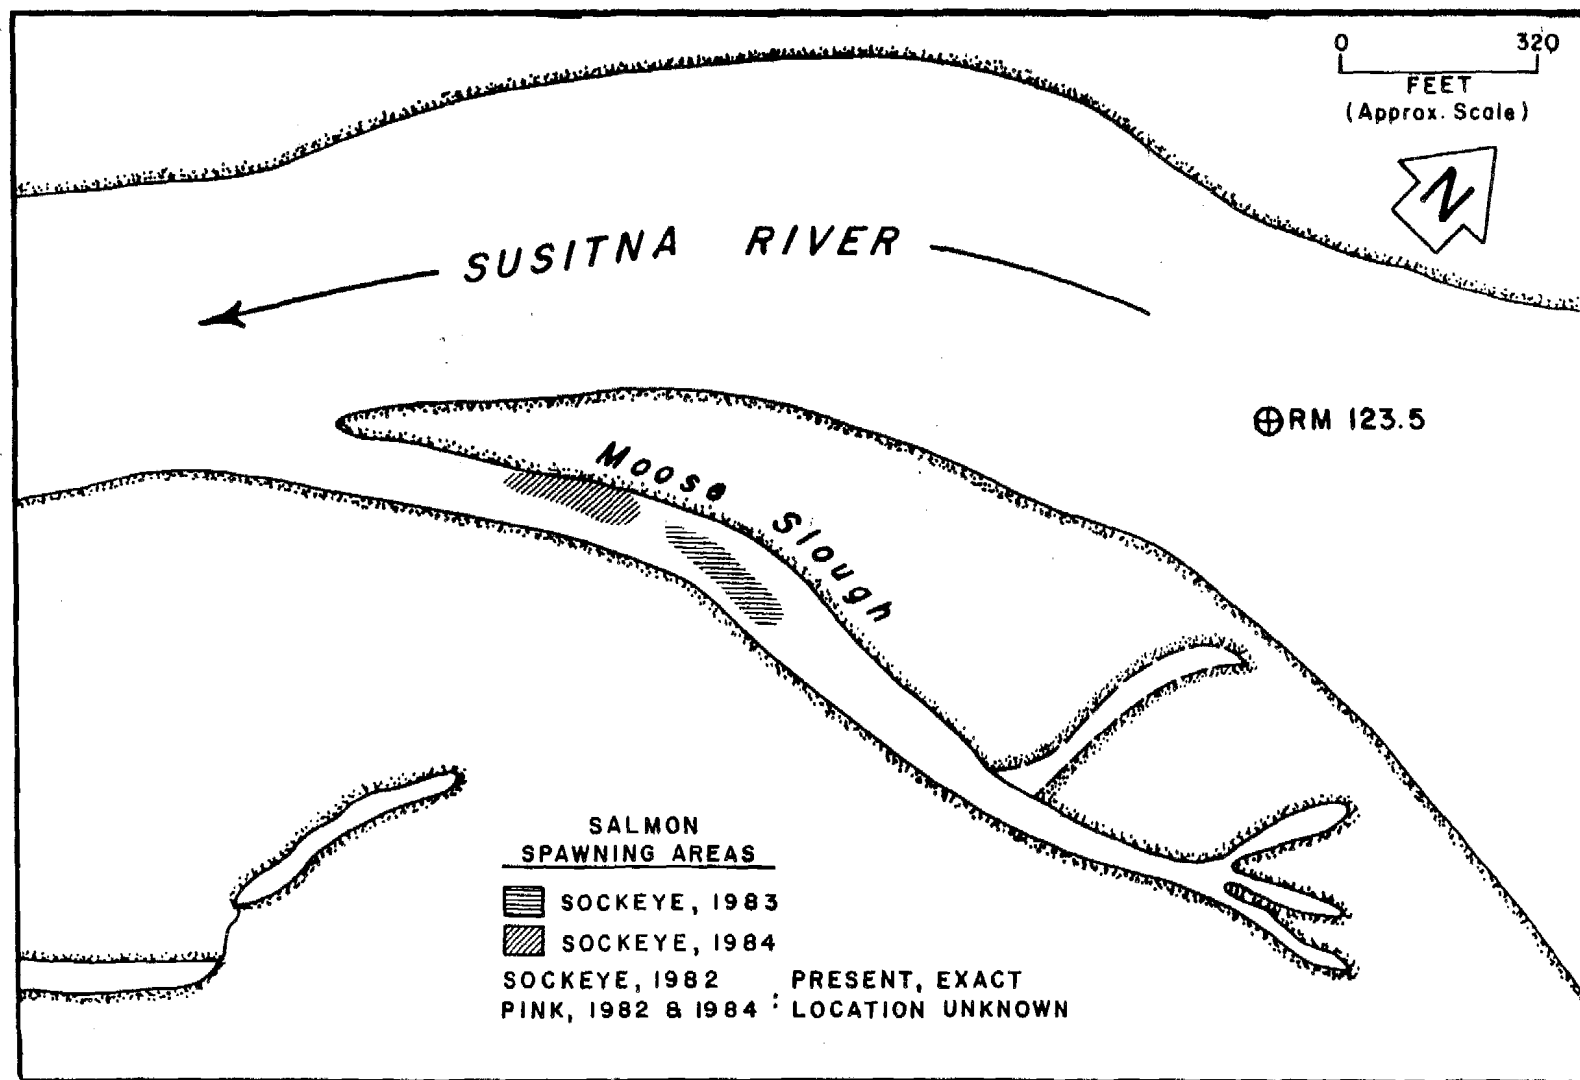 0 320
FEET
(Approx. Scale)
N
SUSITNA RIVER
RM 123.5
Moose Slough
SALMON
SPAWNING AREAS
SOCKEYE, 1983
SOCKEYE, 1984
SOCKEYE, 1982 PRESENT, EXACT
PINK, 1982 & 1984 : LOCATION UNKNOWN